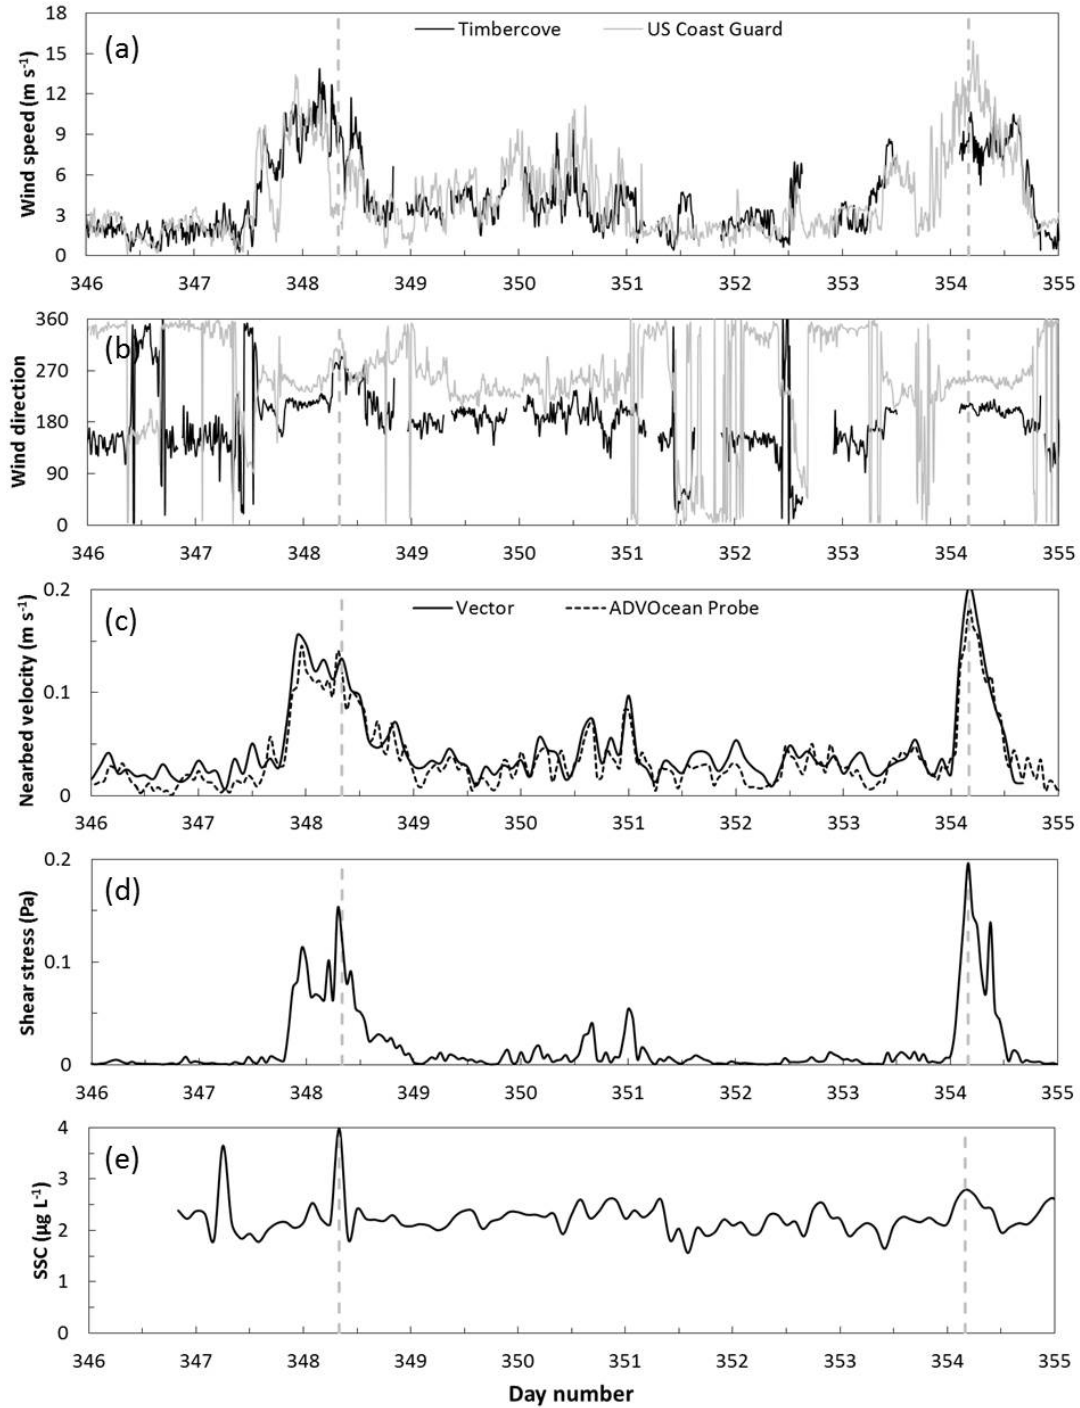 (a)
Timbercove US Coast Guard
Wind speed (m s-1)
18
15
12
9
6
3
0
346 347 348 349 350 351 352 353 354 355
(b)
Wind direction
360
270
180
90
0
346 347 348 349 350 351 352 353 354 355
(c)
Vector ADVOcean Probe
Nearbed velocity (m s-1)
0.2
0.1
0
346 347 348 349 350 351 352 353 354 355
(d)
Shear stress (Pa)
0.2
0.1
0
346 347 348 349 350 351 352 353 354 355
(e)
SSC (µg L-1)
4
3
2
1
0
346 347 348 349 350 351 352 353 354 355
Day number